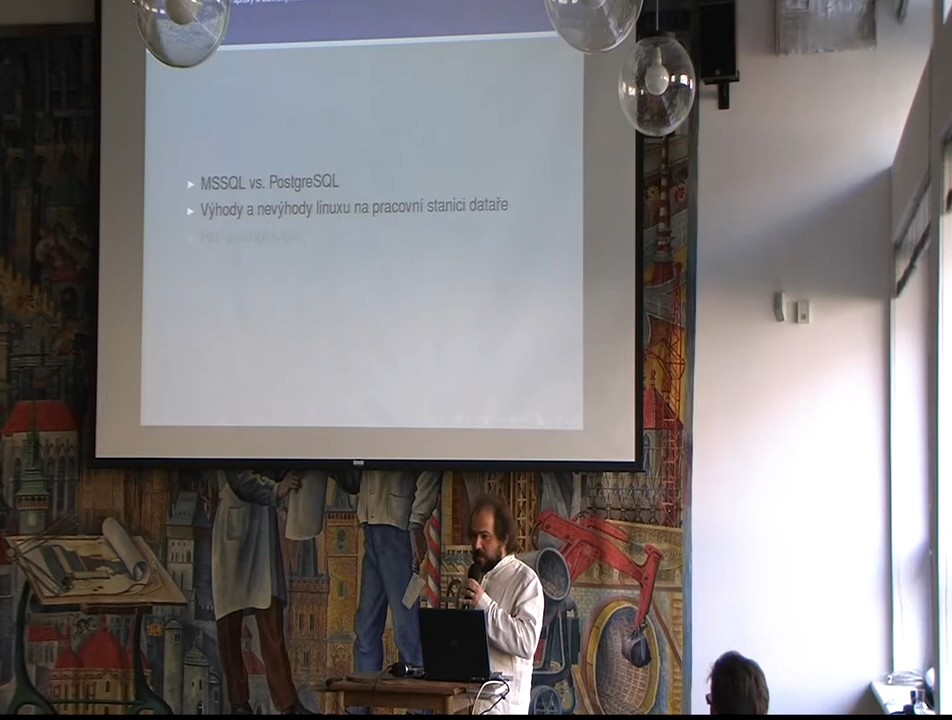 MSSQL vs. PostgreSQL
Výhody a nevýhody linuxu na pracovní stanici dataře